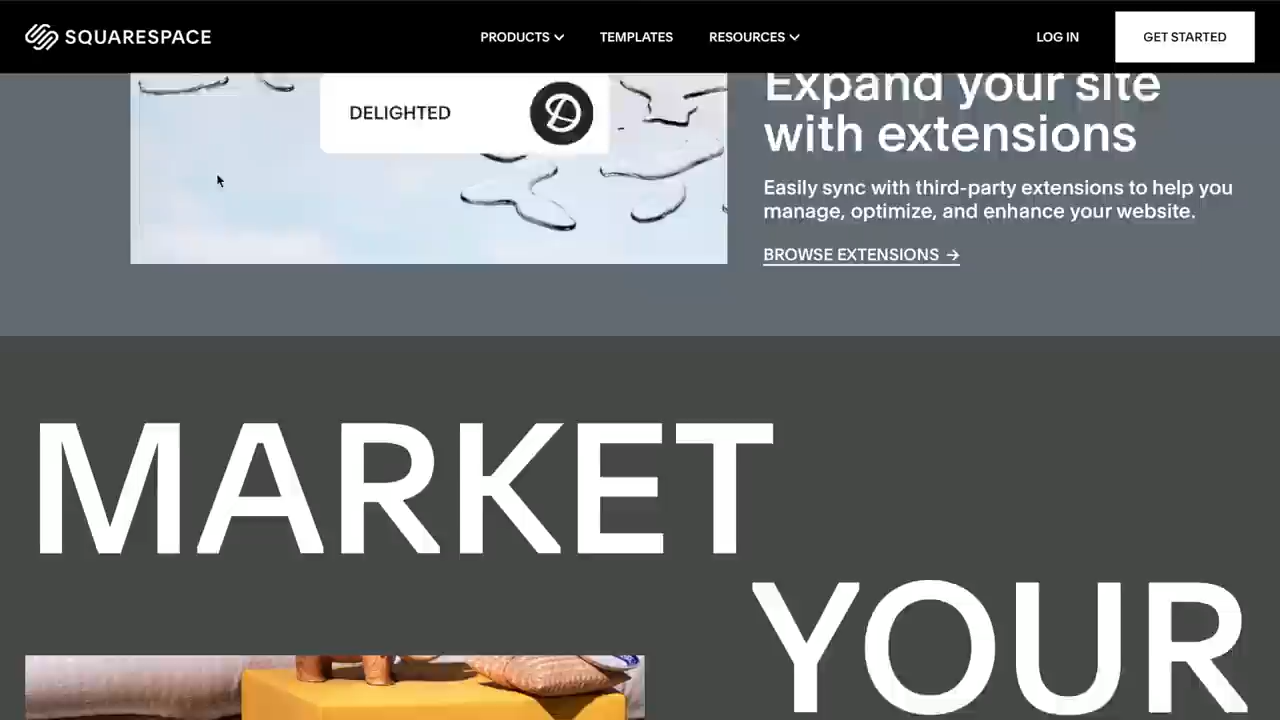 SQUARESPACE
PRODUCTS
TEMPLATES
RESOURCES
LOG IN
GET STARTED
DELIGHTED
Expand your site
with extensions
Easily sync with third-party extensions to help you
manage, optimize, and enhance your website.
BROWSE EXTENSIONS →
MARKET
YOUR